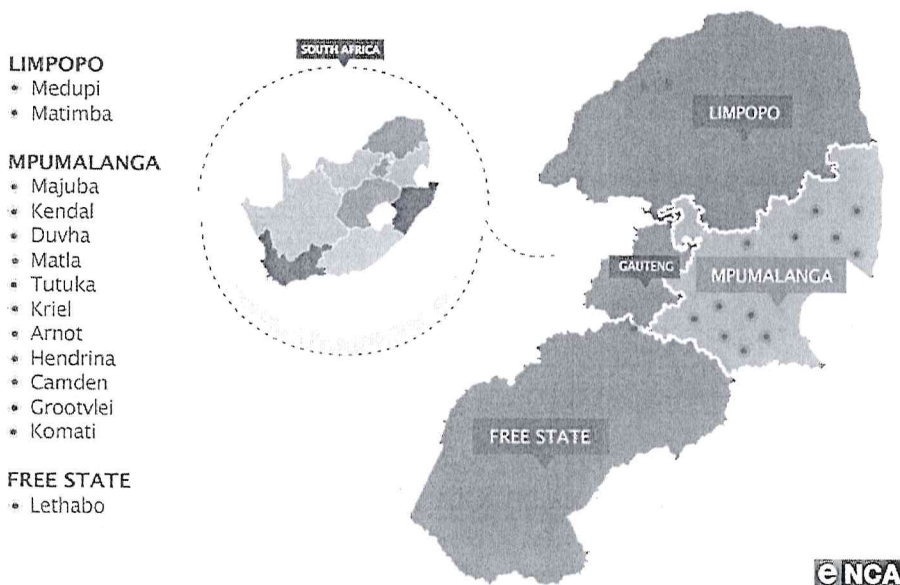 SOUTH AFRICA
LIMPOPO
Medupi
Matimba
MPUMALANGA
Majuba
Kendal
Duvha
Matla
Tutuka
Kriel
Arnot
Hendrina
Camden
Grootvlei
Komati
FREE STATE
Lethabo
LIMPOPO
GAUTENG
MPUMALANGA
FREE STATE
eNCA